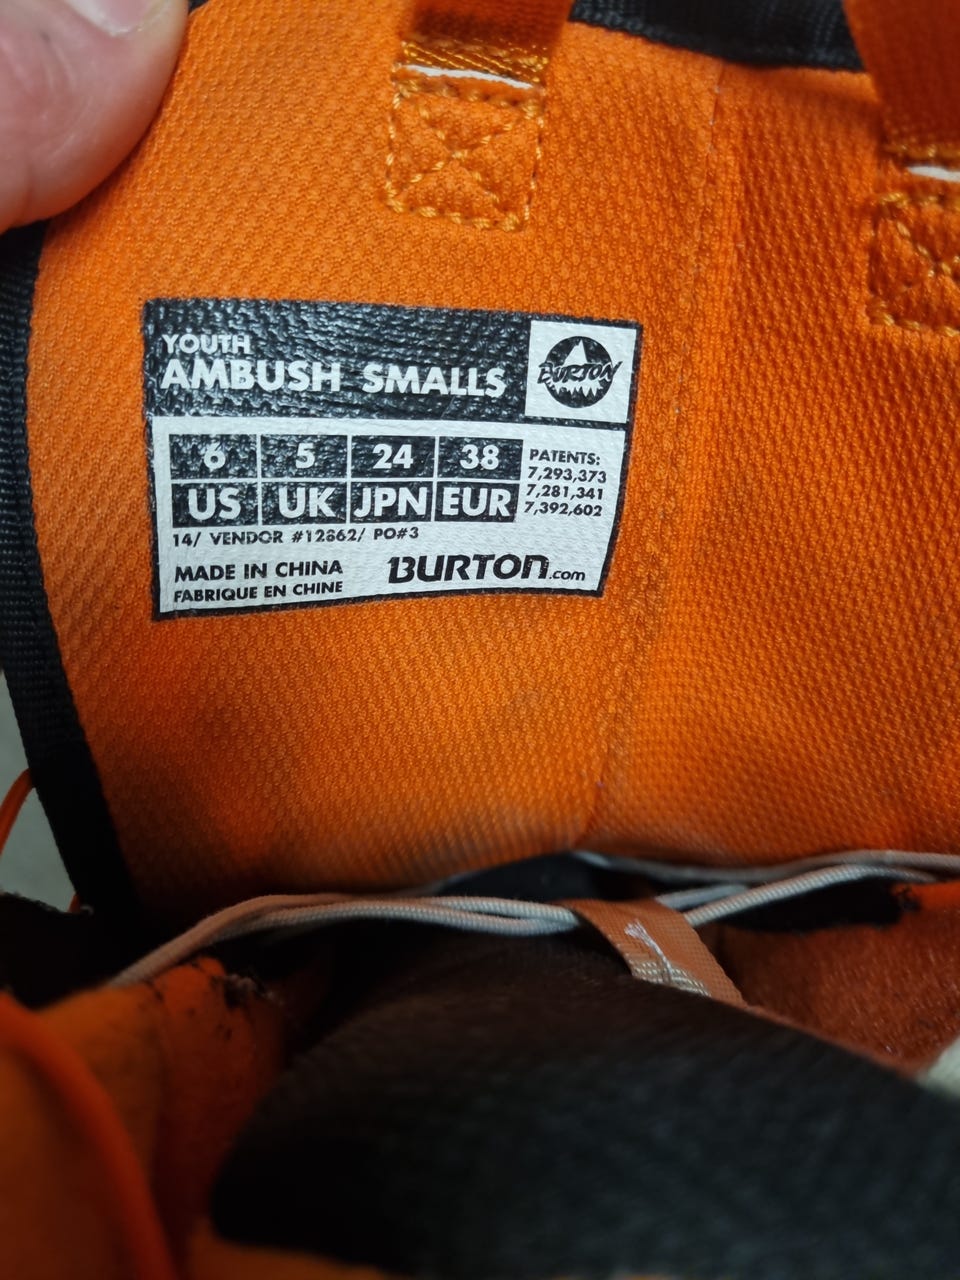 YOUTH
AMBUSH SMALLS
BURTON
6 5 24 38
US UK JPN EUR
PATENTS:
7,293,373
7,281,341
7,392,602
14/ VENDOR #12862/ PO#3
MADE IN CHINA
FABRIQUE EN CHINE
BURTON.com